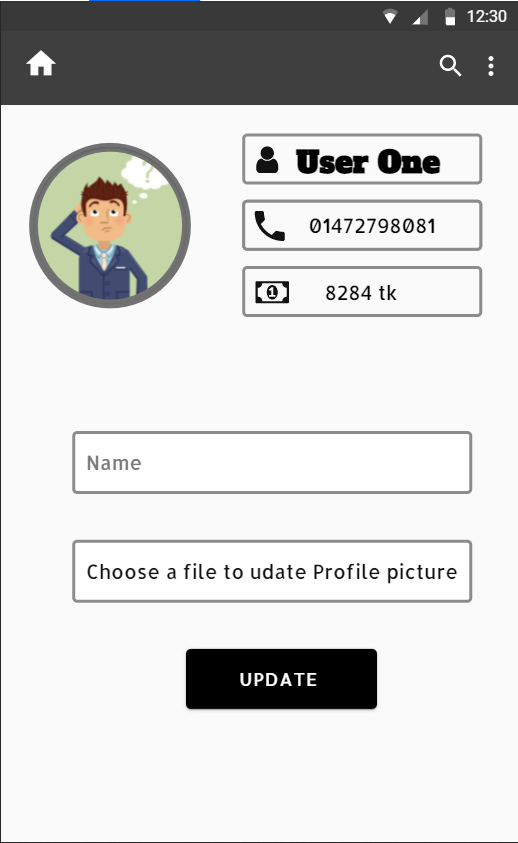 12:30
User One
01472798081
8284 tk
Name
Choose a file to udate Profile picture
UPDATE